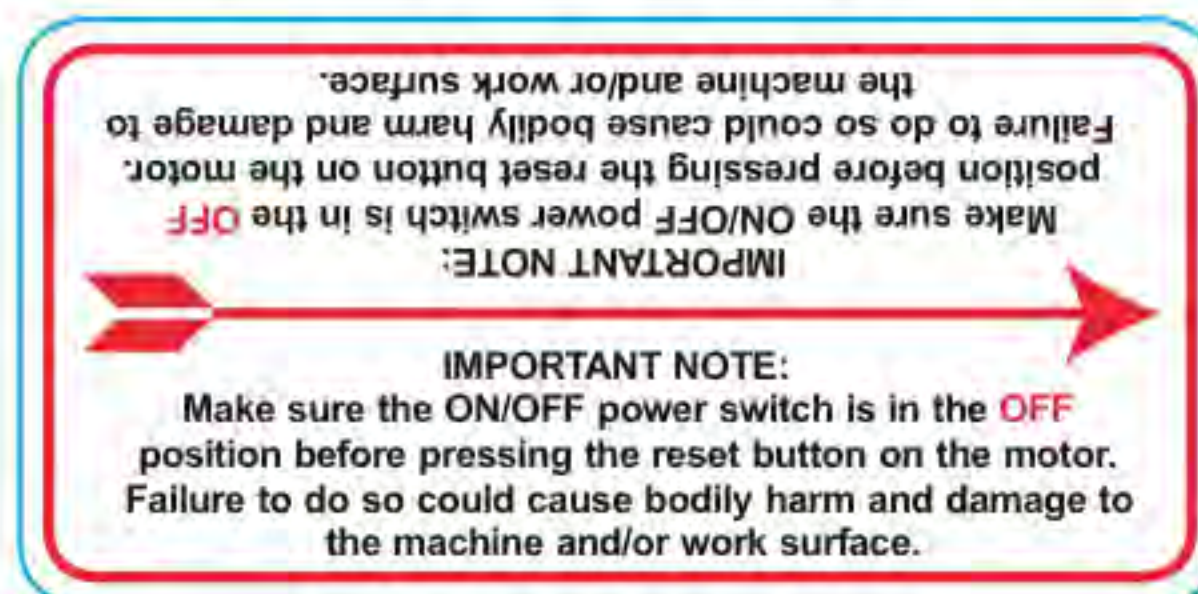 IMPORTANT NOTE:
Make sure the ON/OFF power switch is in the OFF
position before pressing the reset button on the motor.
Failure to do so could cause bodily harm and damage to
the machine and/or work surface.
IMPORTANT NOTE:
Make sure the ON/OFF power switch is in the OFF
position before pressing the reset button on the motor.
Failure to do so could cause bodily harm and damage to
the machine and/or work surface.